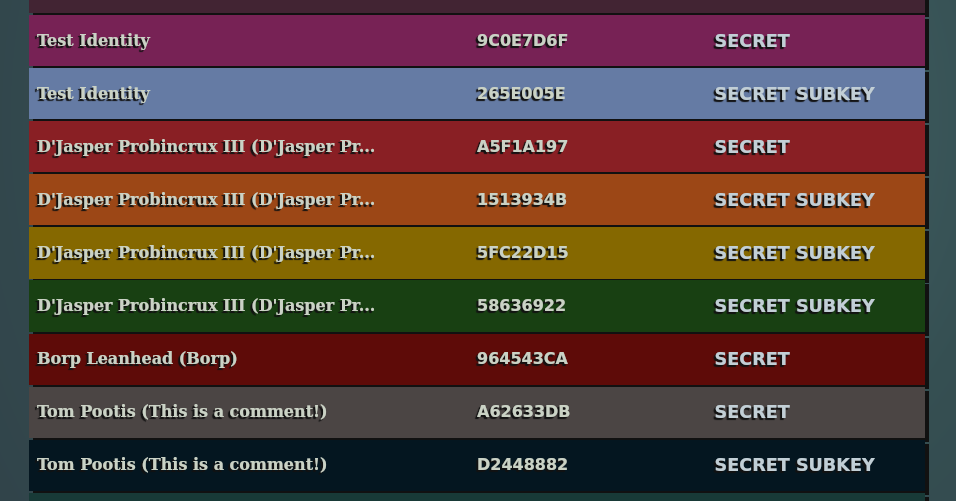 Test Identity 9C0E7D6F SECRET
Test Identity 265E005E SECRET SUBKEY
D'Jasper Probincrux III (D'Jasper Pr... A5F1A197 SECRET
D'Jasper Probincrux III (D'Jasper Pr... 1513934B SECRET SUBKEY
D'Jasper Probincrux III (D'Jasper Pr... 5FC22D15 SECRET SUBKEY
D'Jasper Probincrux III (D'Jasper Pr... 58636922 SECRET SUBKEY
Borp Leanhead (Borp) 964543CA SECRET
Tom Pootis (This is a comment!) A62633DB SECRET
Tom Pootis (This is a comment!) D2448882 SECRET SUBKEY